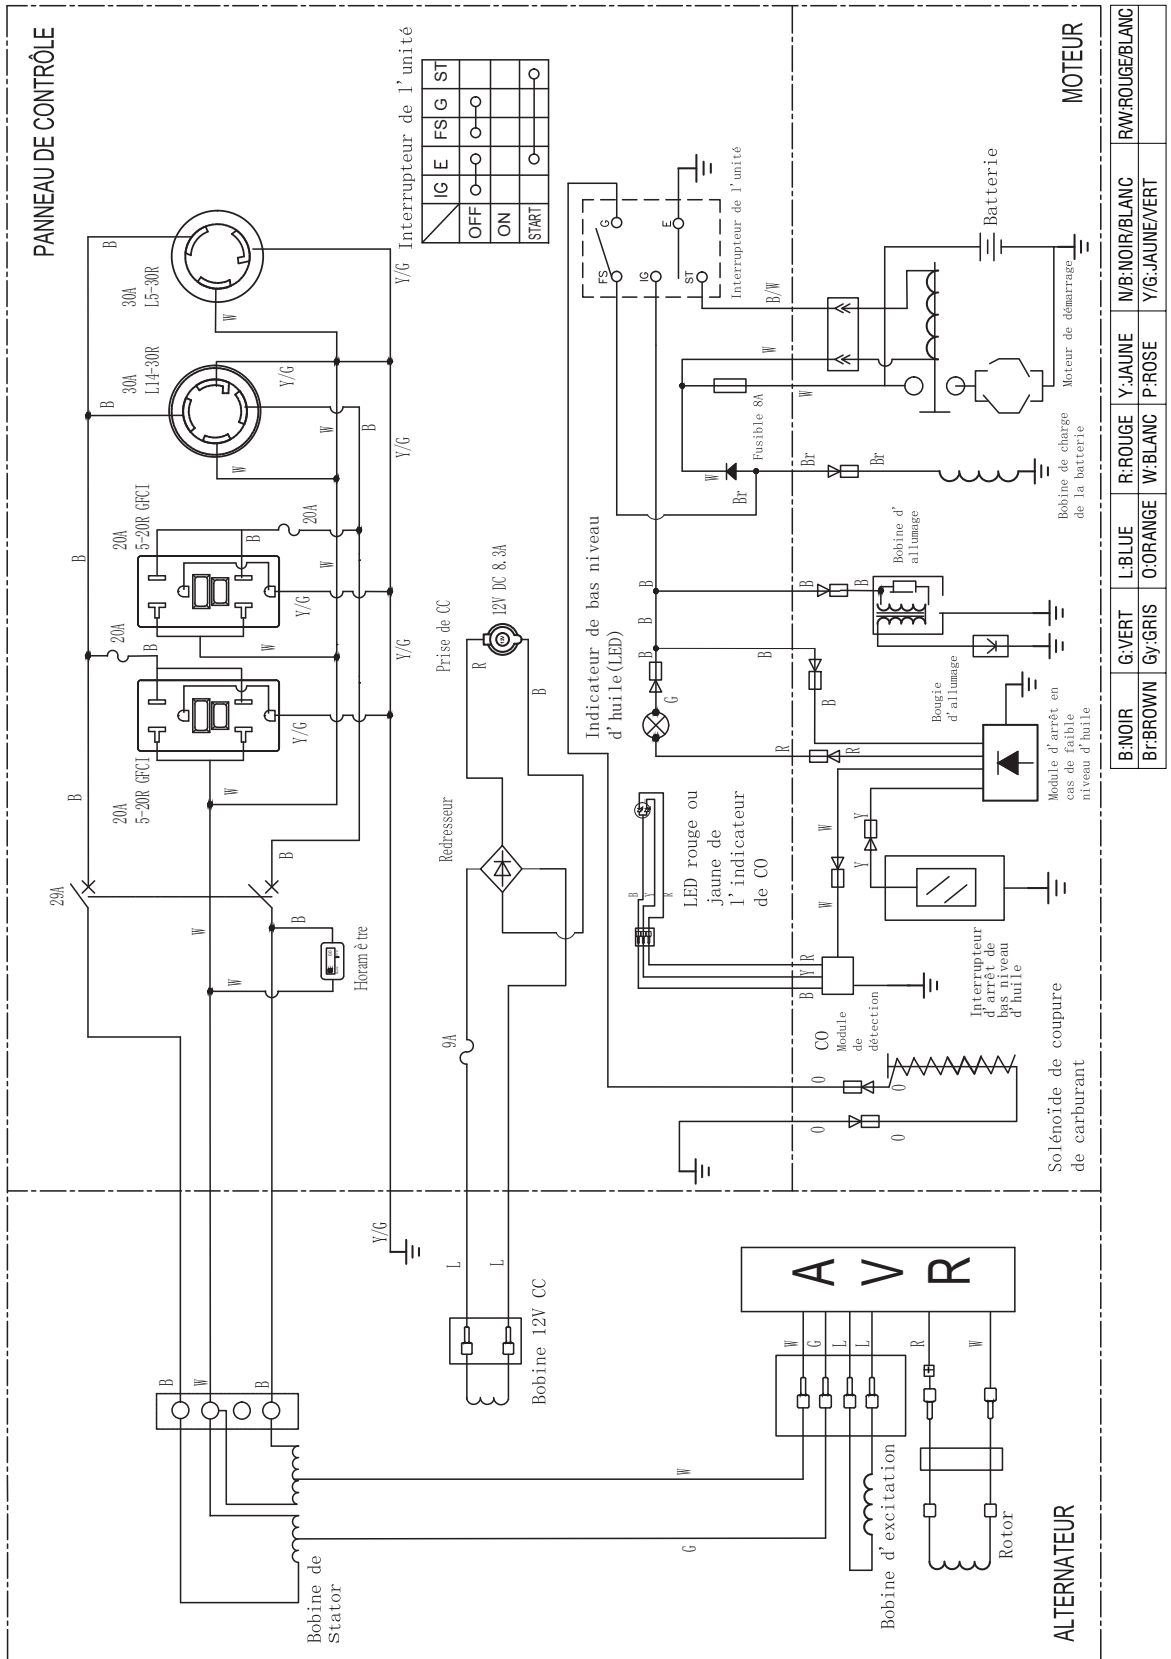 PANNEAU DE CONTRÔLE
B
30A
L5-30R
W
Y/G
B
30A
L14-30R
W
Y/G
W
B
Y/G
B
20A
5-20R GFCI
20A
B
B
W
W
Y/G
Y/G
20A
B
20A
5-20R GFCI
Y/G
W
B
B
29A
W
B
W
Horamètre
Interrupteur de l'unité
IG E FS G ST
OFF
ON
START
Prise de CC
12V DC 8.3A
R
B
Redresseur
9A
Indicateur de bas niveau
d'huile(LED)
B
B
B
G
B
LED rouge ou
jaune de
l'indicateur
de CO
B
Y
R
B Y R
G
FS
E
IG
ST
Interrupteur de l'unité
B/W
W
W
Fusible 8A
W
Br
Br
Br
MOTEUR
Batterie
Moteur de démarrage
Bobine de charge
de la batterie
B
B
Bobine d'
allumage
Bougie
d'allumage
B
R
R
Module d'arrêt en
cas de faible
niveau d'huile
W
W
Y
Y
Interrupteur
d'arrêt de
bas niveau
d'huile
CO
Module
de
détection
O
O
O
O
Solénoïde de coupure
de carburant
Y/G
L
L
Bobine 12V CC
B
W
B
Bobine de
Stator
W
G
A V R
W
G
L
L
R
W
Bobine d'excitation
Rotor
ALTERNATEUR
B:NOIR G:VERT L:BLUE R:ROUGE Y:JAUNE N/B:NOIR/BLANC R/W:ROUGE/BLANC
Br:BROWN Gy:GRIS O:ORANGE W:BLANC P:ROSE Y/G:JAUNE/VERT